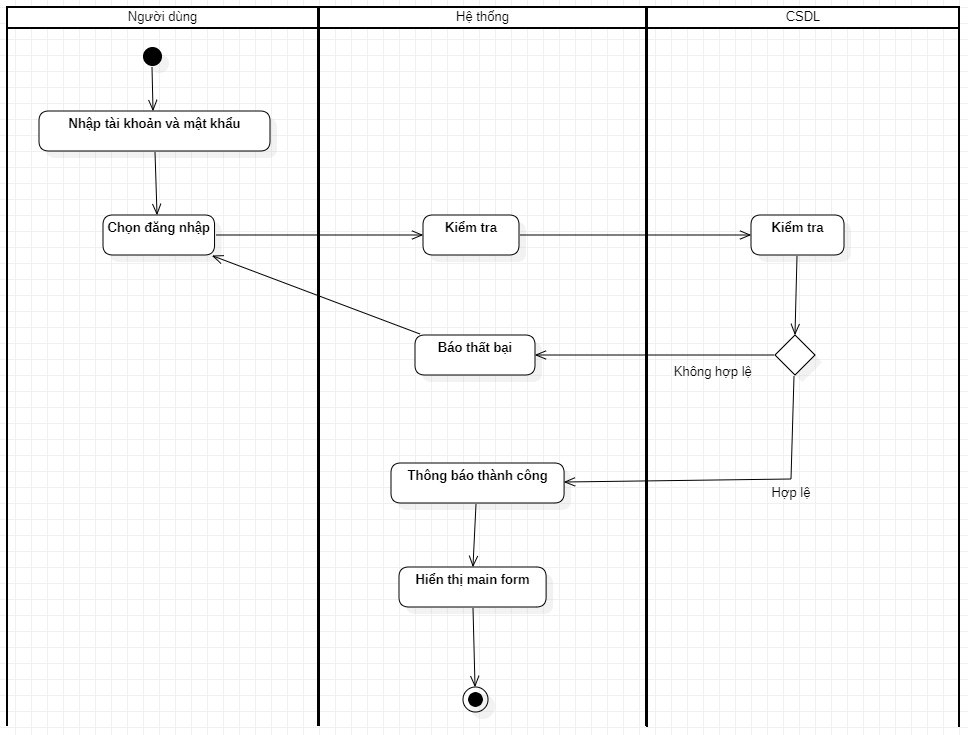 Người dùng
Hệ thống
CSDL
Nhập tài khoản và mật khẩu
Chọn đăng nhập
Kiểm tra
Kiểm tra
Báo thất bại
Không hợp lệ
Thông báo thành công
Hợp lệ
Hiển thị main form